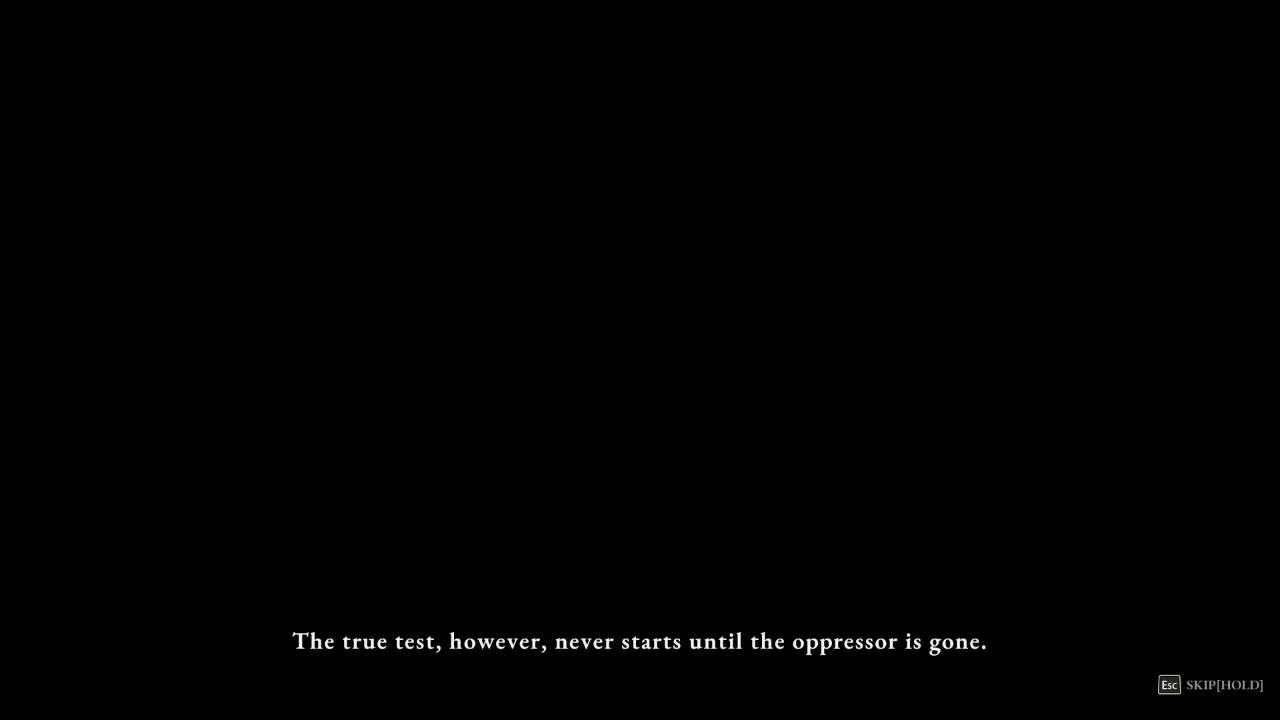 The true test, however, never starts until the oppressor is gone.
Esc SKIP[HOLD]